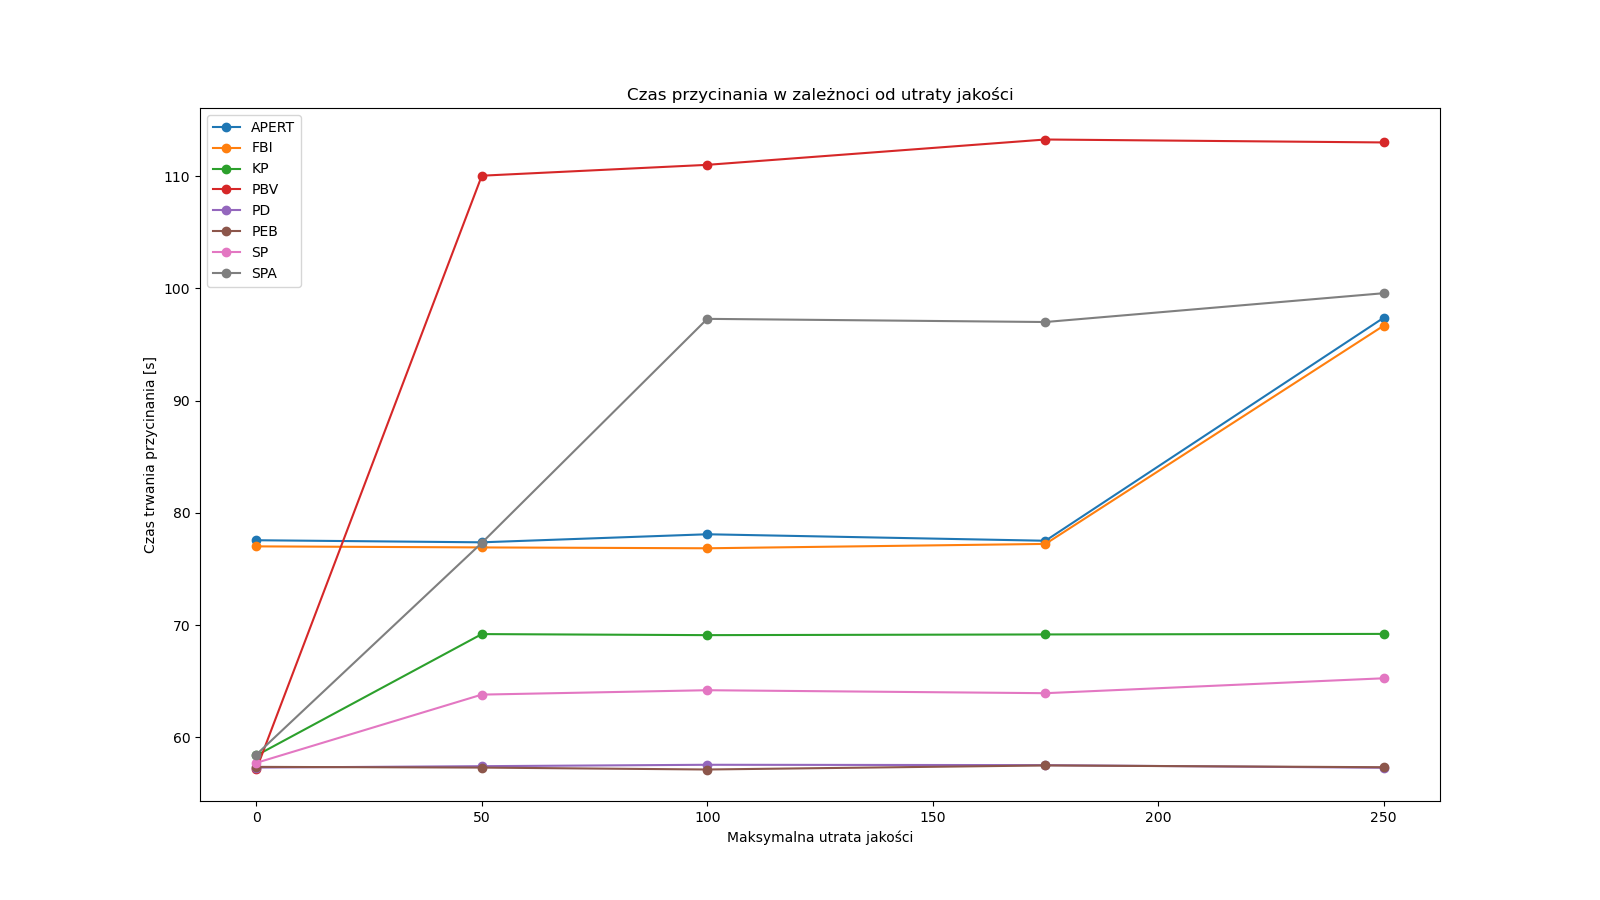 Czas przycinania w zależnoci od utraty jakości
APERT
FBI
KP
PBV
PD
PEB
SP
SPA
110
100
90
80
70
60
Czas trwania przycinania [s]
0 50 100 150 200 250
Maksymalna utrata jakości